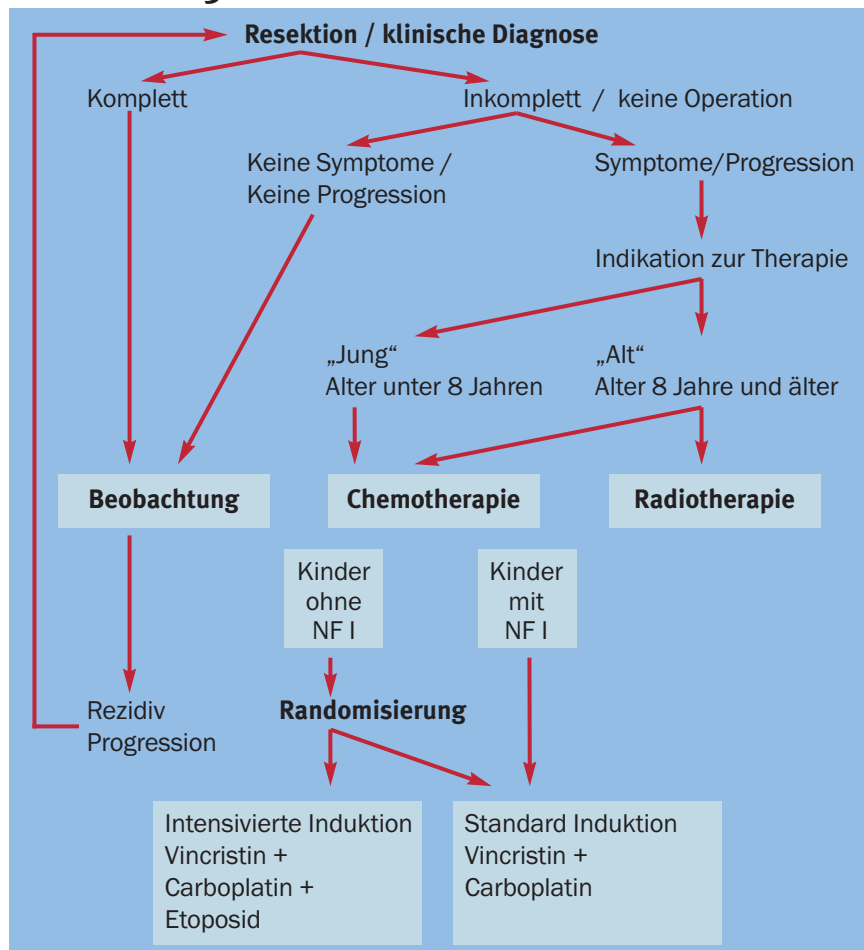 Resektion / klinische Diagnose
Komplett
Inkomplett / keine Operation
Keine Symptome /
Keine Progression
Symptome/Progression
Indikation zur Therapie
„Jung“
Alter unter 8 Jahren
„Alt“
Alter 8 Jahre und älter
Beobachtung
Chemotherapie
Radiotherapie
Kinder
ohne
NF I
Kinder
mit
NF I
Rezidiv
Progression
Randomisierung
Intensivierte Induktion
Vincristin +
Carboplatin +
Etoposid
Standard Induktion
Vincristin +
Carboplatin